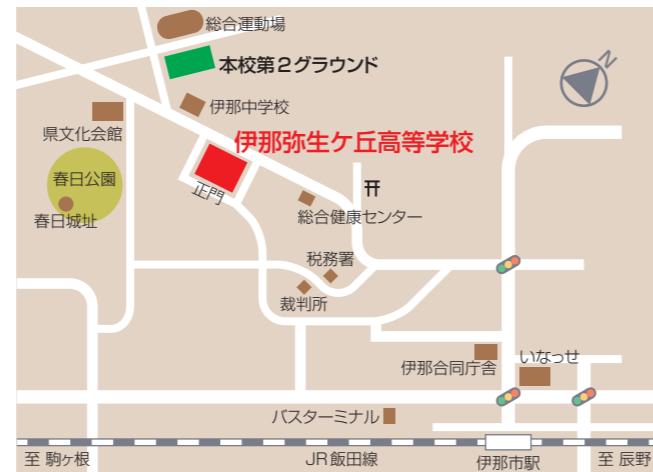 総合運動場
本校第2グラウンド
N
伊那中学校
県文化会館
伊那弥生ケ丘高等学校
春日公園
正門
春日城址
総合健康センター
税務署
裁判所
伊那合同庁舎
いなっせ
バスターミナル
至 駒ヶ根
JR飯田線
伊那市駅
至 辰野